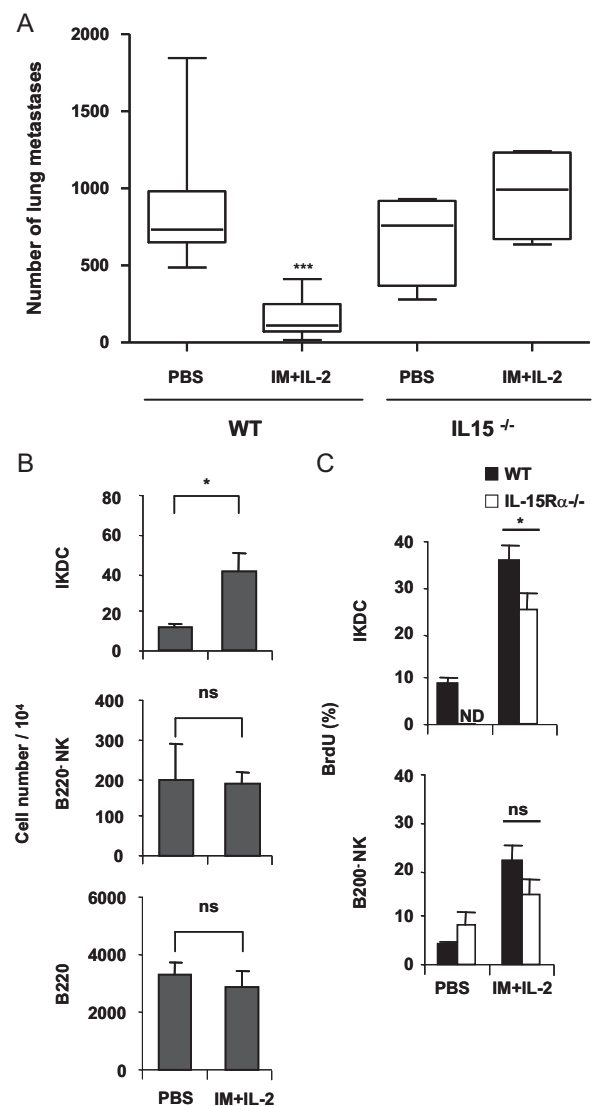 A
Number of lung metastases
2000
1500
1000
500
0
***
PBS
IM+IL-2
PBS
IM+IL-2
WT
IL15 -/-
B
Cell number / 10⁴
IKDC
80
60
40
20
0
*
B220- NK
400
300
200
100
0
ns
B220
6000
4000
2000
0
ns
PBS
IM+IL-2
C
WT
IL-15Rα-/-
BrdU (%)
IKDC
40
30
20
10
0
ND
*
B200- NK
40
30
20
10
0
ns
PBS
IM+IL-2